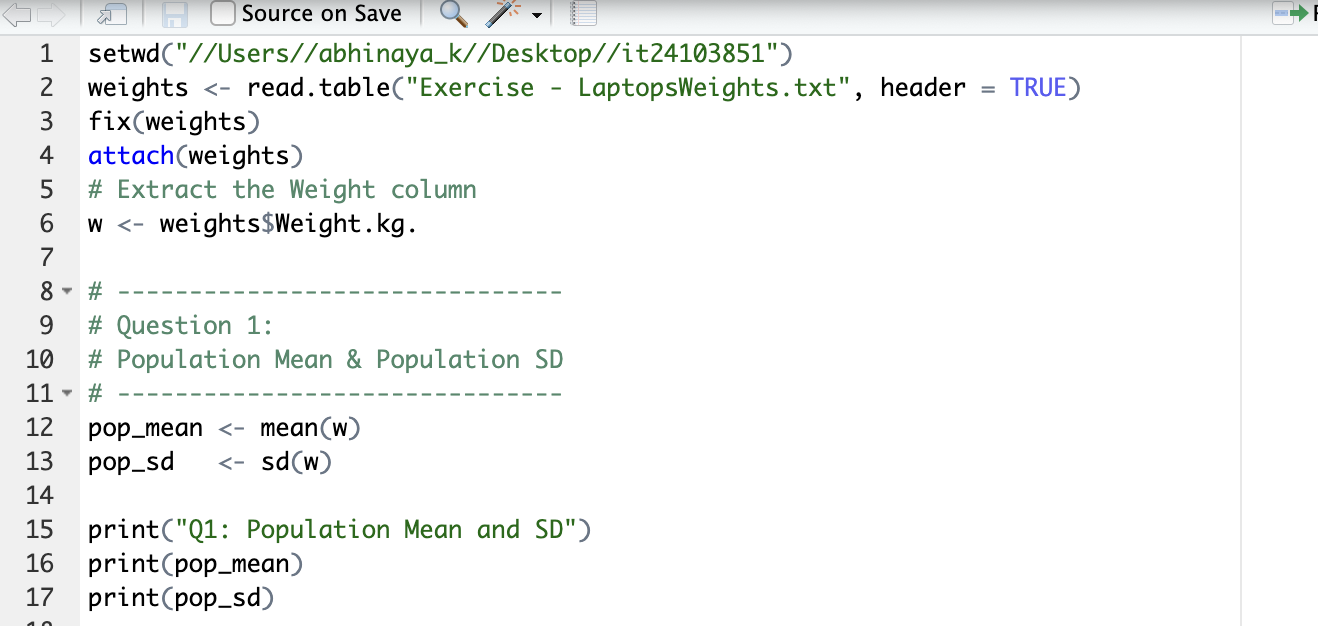 Source on Save
1 setwd("//Users//abhinaya_k//Desktop//it24103851")
2 weights <- read.table("Exercise - LaptopsWeights.txt", header = TRUE)
3 fix(weights)
4 attach(weights)
5 # Extract the Weight column
6 w <- weights$Weight.kg.
7
8 # -------------------------------
9 # Question 1:
10 # Population Mean & Population SD
11 # -------------------------------
12 pop_mean <- mean(w)
13 pop_sd   <- sd(w)
14
15 print("Q1: Population Mean and SD")
16 print(pop_mean)
17 print(pop_sd)